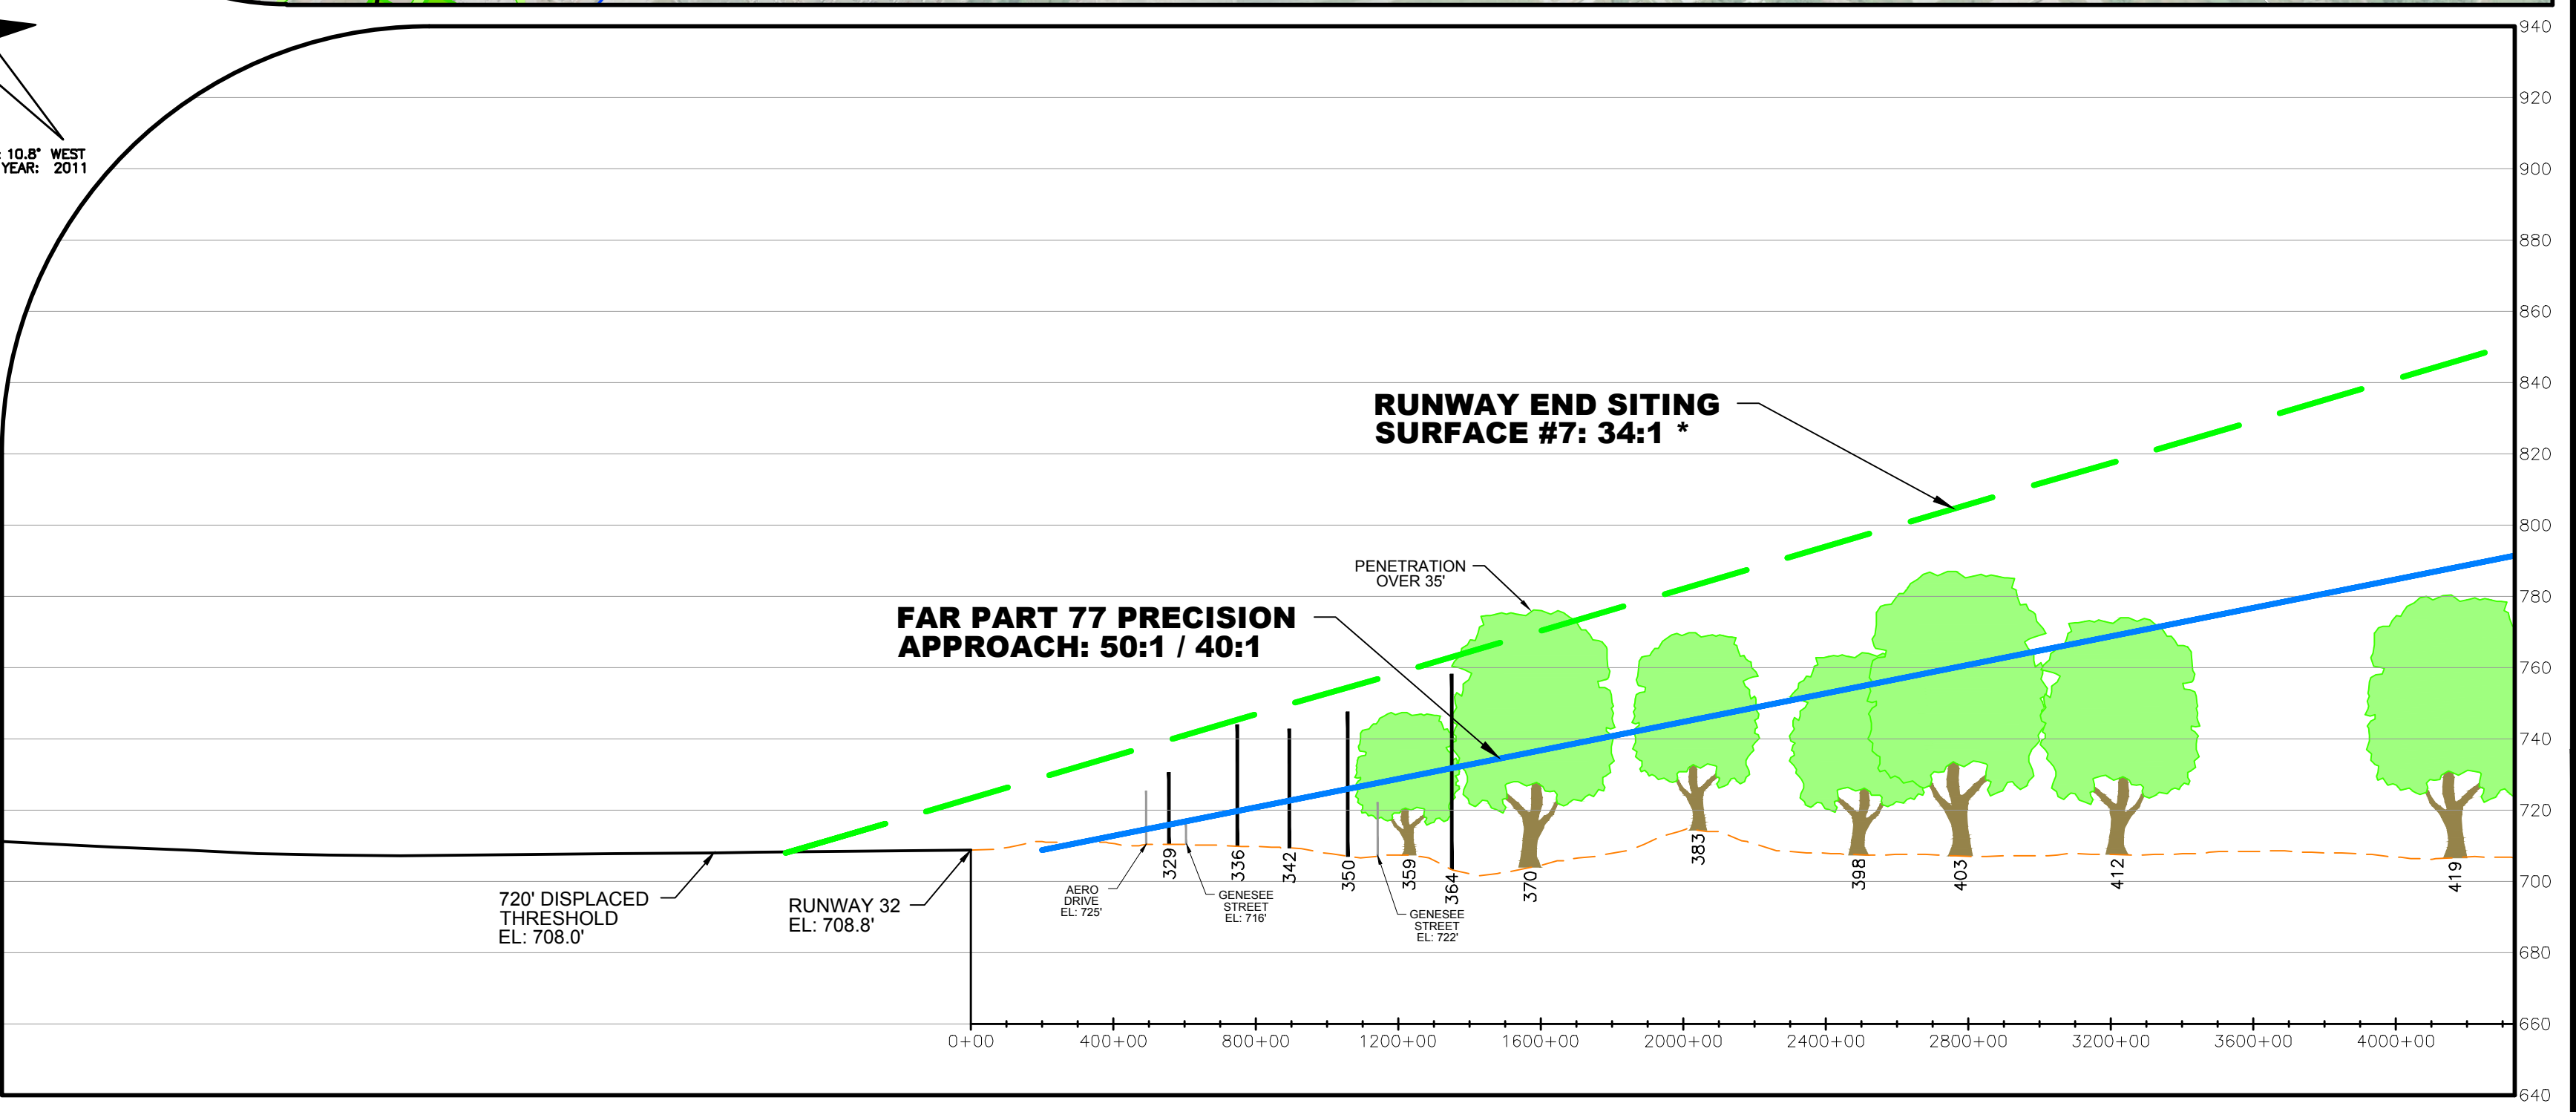 : 10.8° WEST
YEAR: 2011
940
920
900
880
860
840
820
800
780
760
740
720
700
680
660
640
RUNWAY END SITING
SURFACE #7: 34:1 *
PENETRATION
OVER 35'
FAR PART 77 PRECISION
APPROACH: 50:1 / 40:1
720' DISPLACED
THRESHOLD
EL: 708.0'
RUNWAY 32
EL: 708.8'
AERO
DRIVE
EL: 725'
GENESEE
STREET
EL: 716'
GENESEE
STREET
EL: 722'
329
336
342
350
359
364
370
383
398
403
412
419
0+00
400+00
800+00
1200+00
1600+00
2000+00
2400+00
2800+00
3200+00
3600+00
4000+00